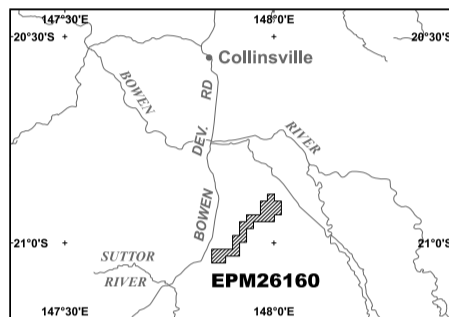 147°30'E 148°0'E
20°30'S 20°30'S
Collinsville
BOWEN
RIVER
BOWEN DEV. RD
21°0'S 21°0'S
SUTTOR
RIVER
EPM26160
147°30'E 148°0'E